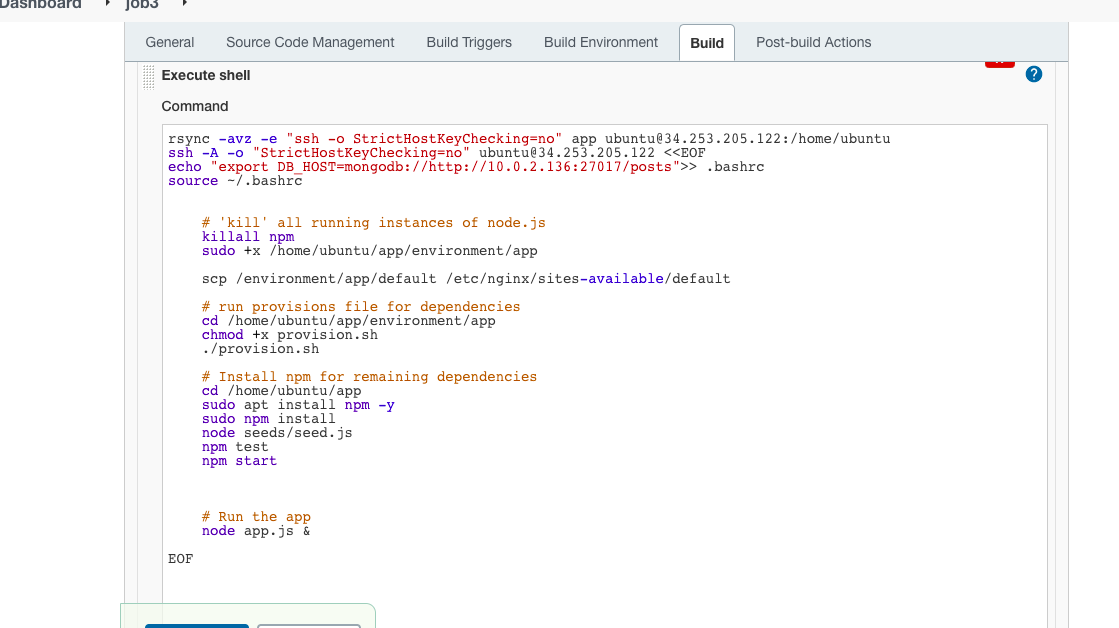 Dashboard job3
General Source Code Management Build Triggers Build Environment Build Post-build Actions
Execute shell
?
Command
rsync -avz -e "ssh -o StrictHostKeyChecking=no" app ubuntu@34.253.205.122:/home/ubuntu
ssh -A -o "StrictHostKeyChecking=no" ubuntu@34.253.205.122 <<EOF
echo "export DB_HOST=mongodb://http://10.0.2.136:27017/posts">> .bashrc
source ~/.bashrc
# 'kill' all running instances of node.js
killall npm
sudo +x /home/ubuntu/app/environment/app
scp /environment/app/default /etc/nginx/sites-available/default
# run provisions file for dependencies
cd /home/ubuntu/app/environment/app
chmod +x provision.sh
./provision.sh
# Install npm for remaining dependencies
cd /home/ubuntu/app
sudo apt install npm -y
sudo npm install
node seeds/seed.js
npm test
npm start
# Run the app
node app.js &
EOF